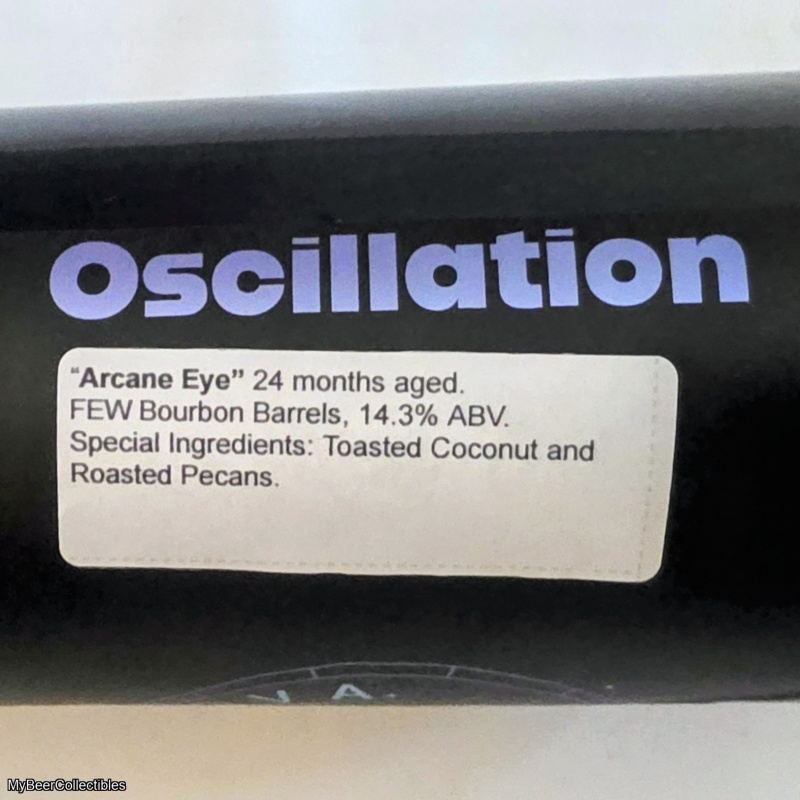 Oscillation
"Arcane Eye" 24 months aged.
FEW Bourbon Barrels, 14.3% ABV.
Special Ingredients: Toasted Coconut and
Roasted Pecans.
V A.
MyBeerCollectibles